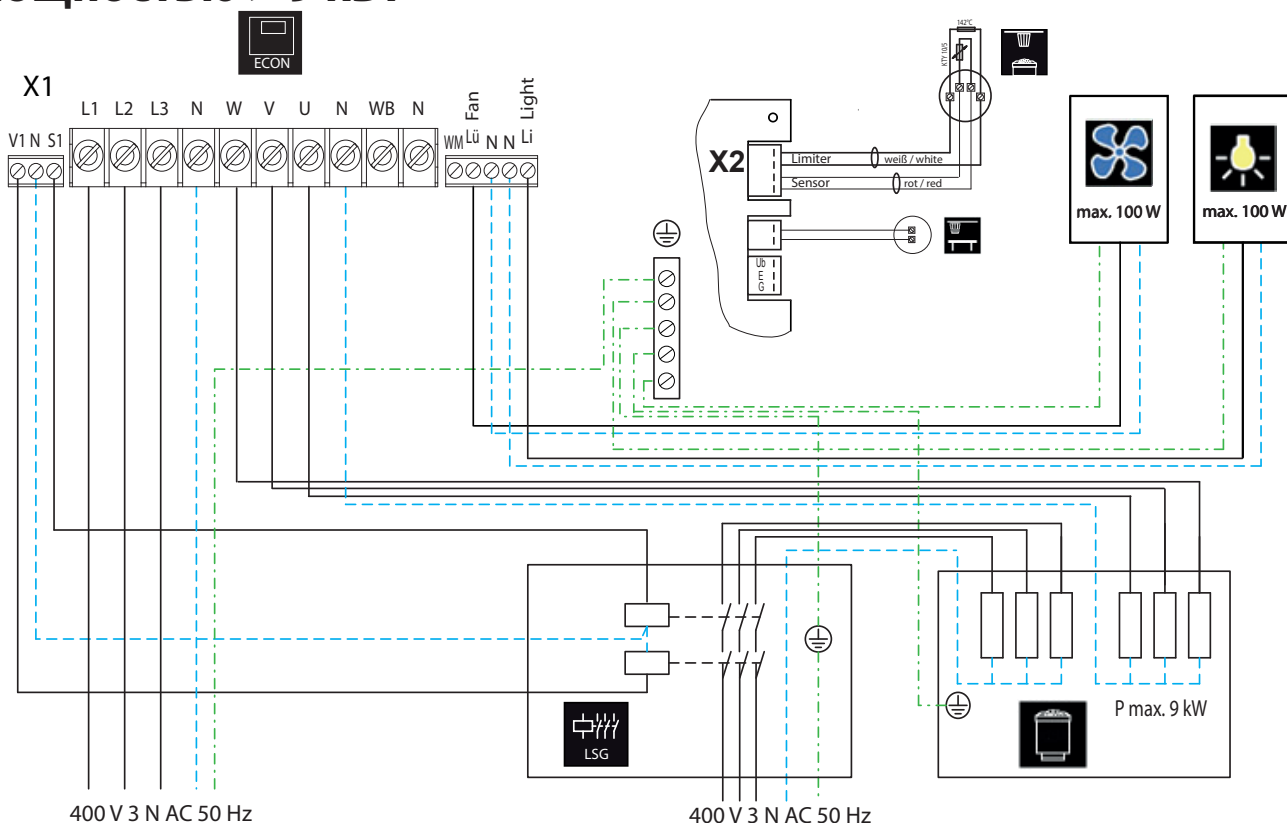 ECON
X1
L1 L2 L3 N W V U N WB N
V1 N S1
WM Lü Fan N N Li Light
142°C
KTY 10/5
X2
Limiter weiß / white
Sensor rot / red
Ub
E
G
max. 100 W
max. 100 W
LSG
P max. 9 kW
400 V 3 N AC 50 Hz
400 V 3 N AC 50 Hz